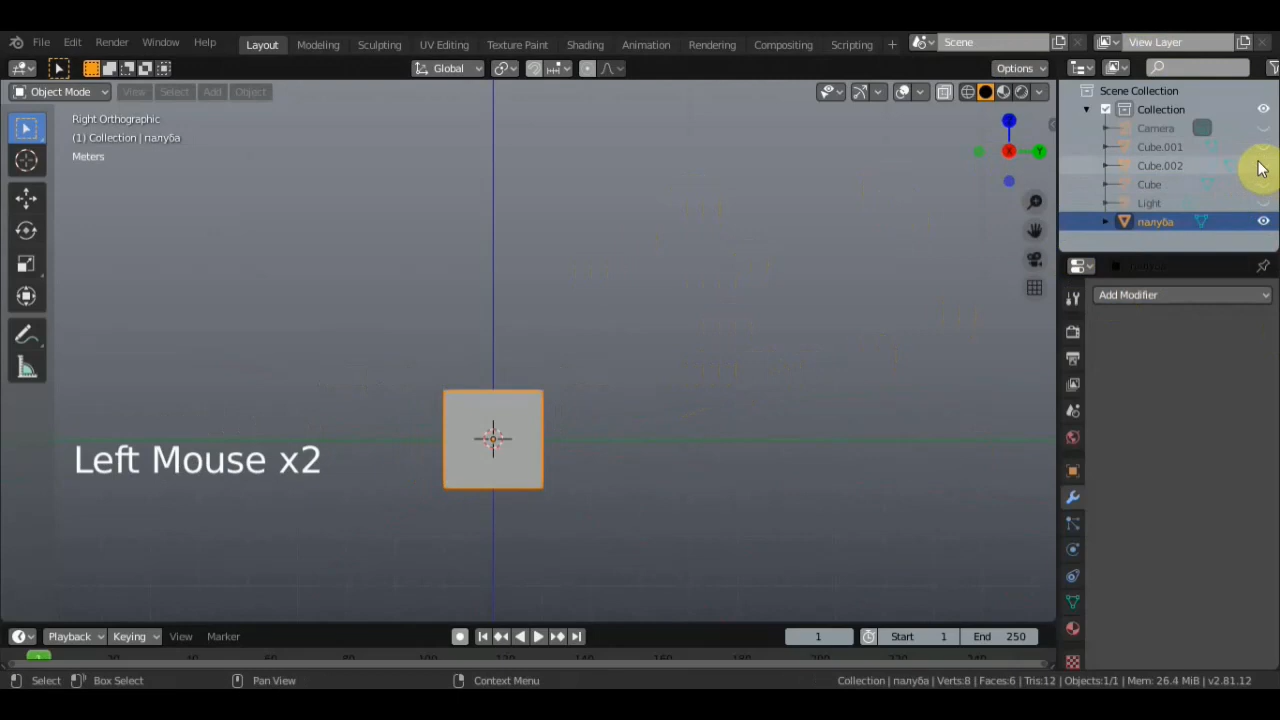 File Edit Render Window Help Layout Modeling Sculpting UV Editing Texture Paint Shading Animation Rendering Compositing Scripting + Scene View Layer
Global Options
Object Mode View Select Add Object
Scene Collection
Collection
Camera
Cube.001
Cube.002
Cube
Light
палуба
Right Orthographic
(1) Collection | палуба
Meters
Z
X
Y
Add Modifier
Left Mouse x2
Playback Keying View Marker 1 Start 1 End 250
Select Box Select Pan View Context Menu Collection | палуба | Verts:8 | Faces:6 | Tris:12 | Objects:1/1 | Mem: 26.4 MiB | v2.81.12